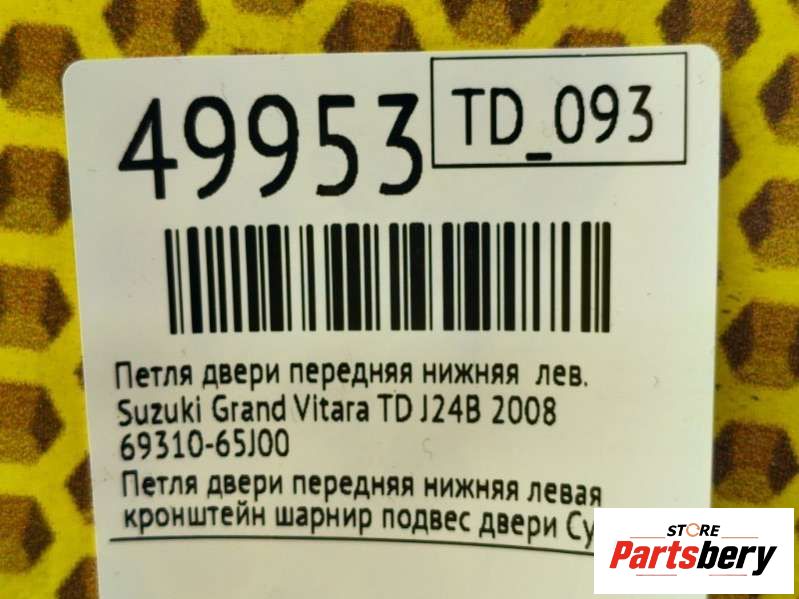 49953
TD_093
Петля двери передняя нижняя лев.
Suzuki Grand Vitara TD J24B 2008
69310-65J00
Петля двери передняя нижняя левая
кронштейн шарнир подвес двери
STORE
Partsbery